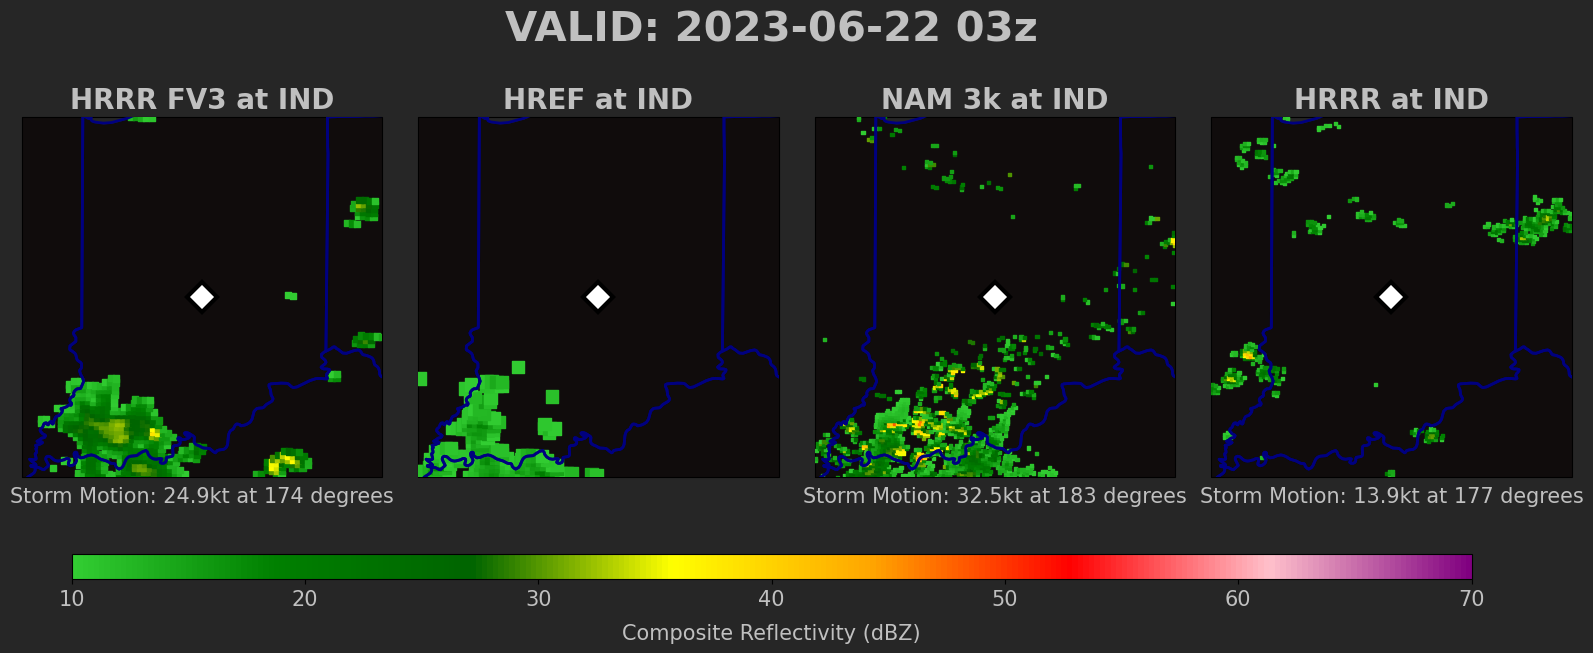 VALID: 2023-06-22 03z
HRRR FV3 at IND
HREF at IND
NAM 3k at IND
HRRR at IND
Storm Motion: 24.9kt at 174 degrees
Storm Motion: 32.5kt at 183 degrees
Storm Motion: 13.9kt at 177 degrees
10 20 30 40 50 60 70
Composite Reflectivity (dBZ)